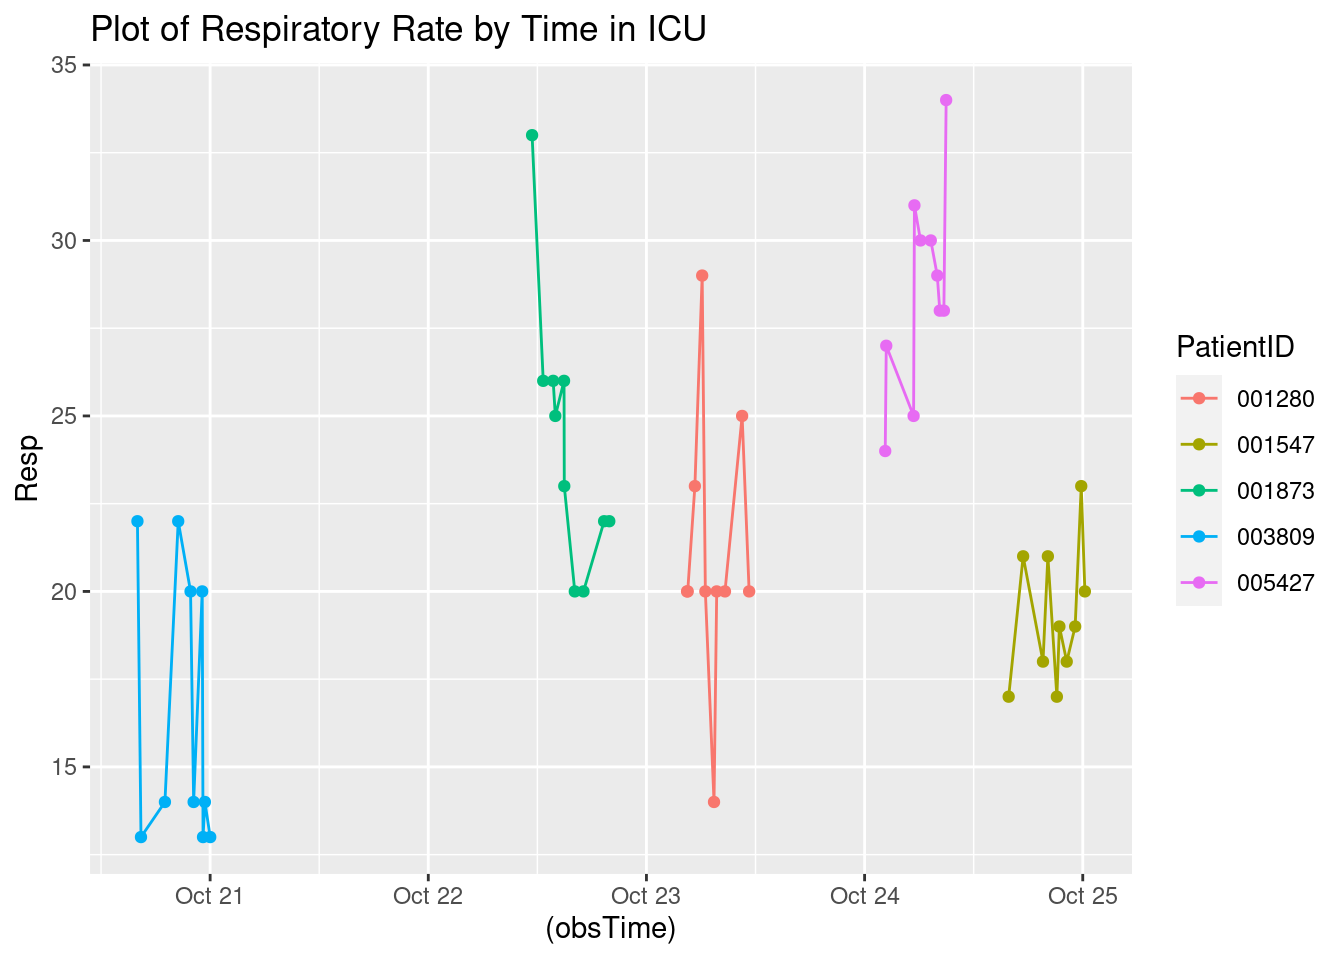 Plot of Respiratory Rate by Time in ICU
35
30
25
20
15
Resp
Oct 21 Oct 22 Oct 23 Oct 24 Oct 25
(obsTime)
PatientID
001280
001547
001873
003809
005427